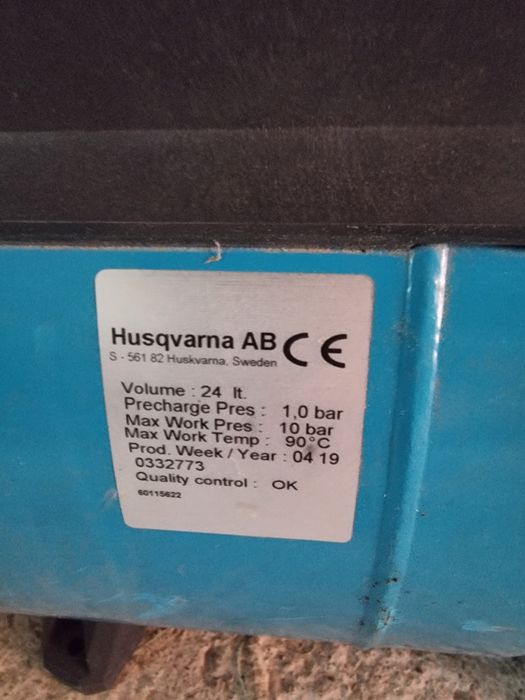 Husqvarna AB CE
S - 561 82 Huskvarna, Sweden
Volume : 24 lt.
Precharge Pres : 1,0 bar
Max Work Pres : 10 bar
Max Work Temp : 90°C
Prod. Week / Year : 04 19
0332773
Quality control : OK
60115622